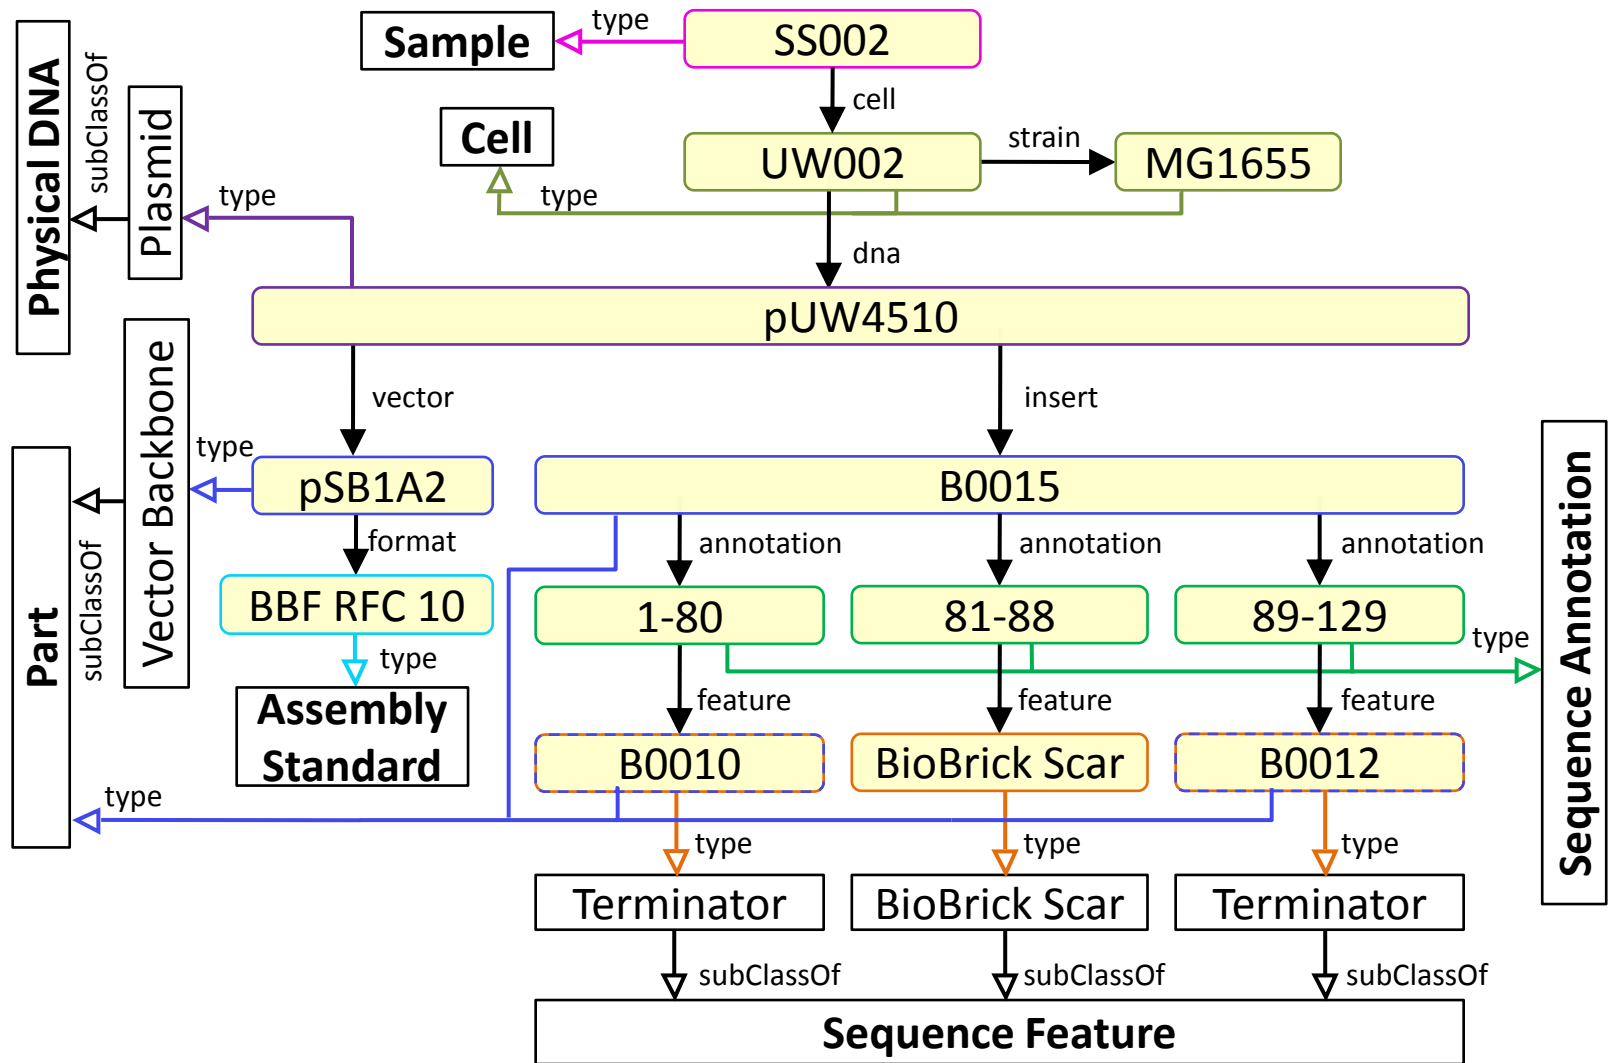 Sample
type
SS002
cell
Cell
UW002
strain
MG1655
type
Physical DNA
subClassOf
Plasmid
type
dna
pUW4510
vector
insert
Part
subClassOf
Vector Backbone
type
pSB1A2
B0015
format
annotation
annotation
annotation
BBF RFC 10
1-80
81-88
89-129
type
type
Sequence Annotation
Assembly
Standard
feature
feature
feature
B0010
BioBrick Scar
B0012
type
type
type
type
Terminator
BioBrick Scar
Terminator
subClassOf
subClassOf
subClassOf
Sequence Feature